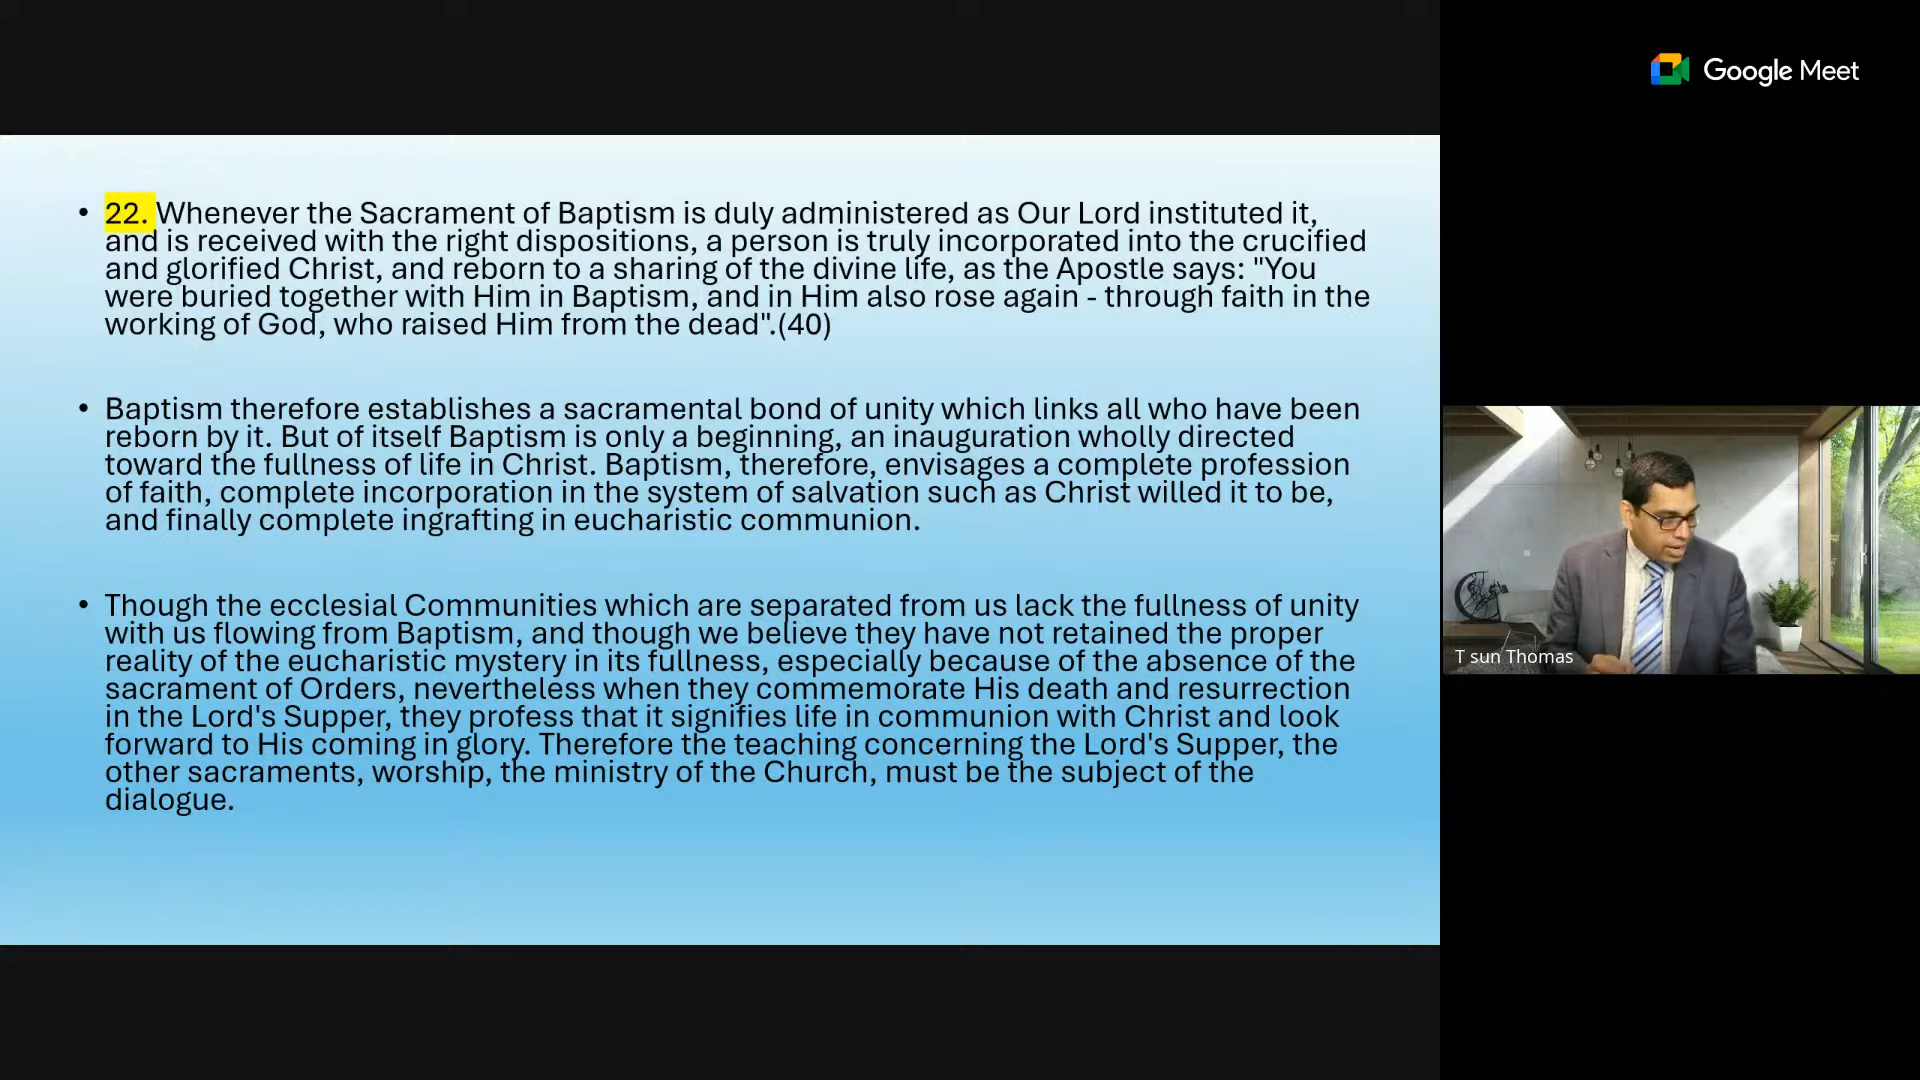 Google Meet
• 22. Whenever the Sacrament of Baptism is duly administered as Our Lord instituted it,
and is received with the right dispositions, a person is truly incorporated into the crucified
and glorified Christ, and reborn to a sharing of the divine life, as the Apostle says: "You
were buried together with Him in Baptism, and in Him also rose again - through faith in the
working of God, who raised Him from the dead".(40)
• Baptism therefore establishes a sacramental bond of unity which links all who have been
reborn by it. But of itself Baptism is only a beginning, an inauguration wholly directed
toward the fullness of life in Christ. Baptism, therefore, envisages a complete profession
of faith, complete incorporation in the system of salvation such as Christ willed it to be,
and finally complete ingrafting in eucharistic communion.
• Though the ecclesial Communities which are separated from us lack the fullness of unity
with us flowing from Baptism, and though we believe they have not retained the proper
reality of the eucharistic mystery in its fullness, especially because of the absence of the
sacrament of Orders, nevertheless when they commemorate His death and resurrection
in the Lord's Supper, they profess that it signifies life in communion with Christ and look
forward to His coming in glory. Therefore the teaching concerning the Lord's Supper, the
other sacraments, worship, the ministry of the Church, must be the subject of the
dialogue.
T sun Thomas